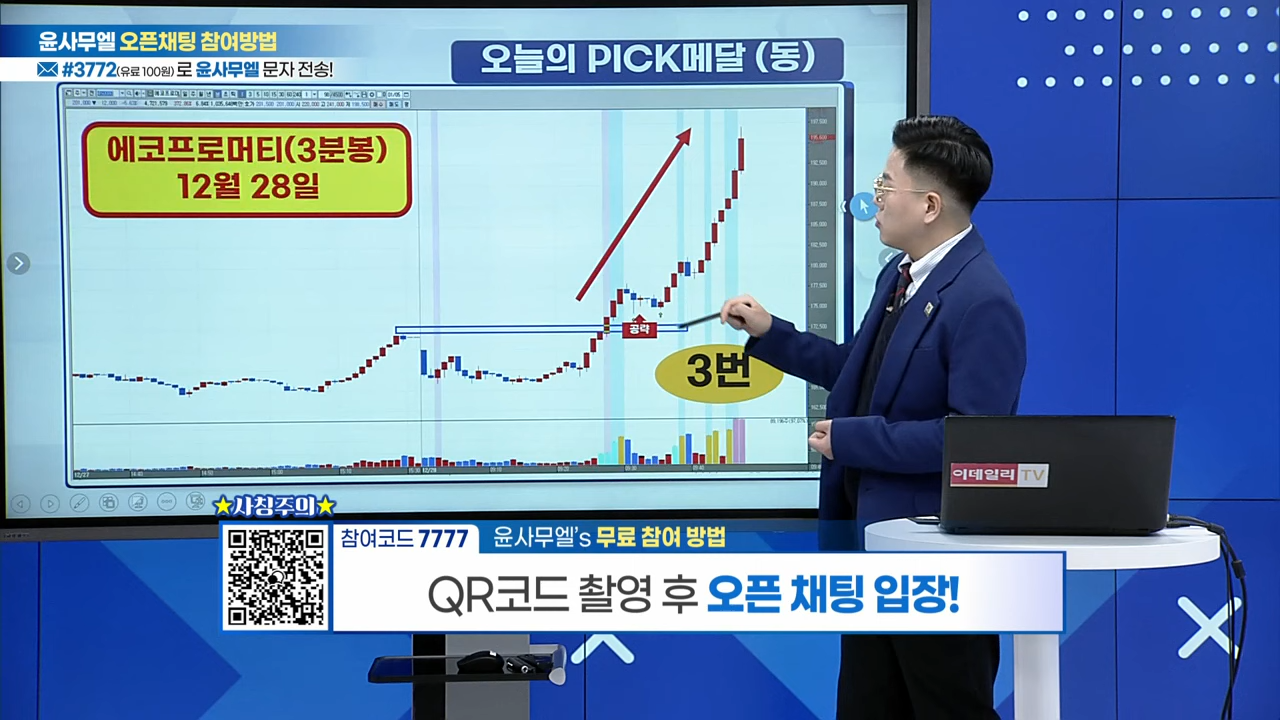 윤사무엘 오픈채팅 참여방법
#3772(유료 100원)로 윤사무엘 문자 전송!
오늘의 PICK메달 (동)
에코프로머티(3분봉)
12월 28일
공략
3번
이데일리TV
★사칭주의★
참여코드 7777
윤사무엘's 무료 참여 방법
QR코드 촬영 후 오픈 채팅 입장!